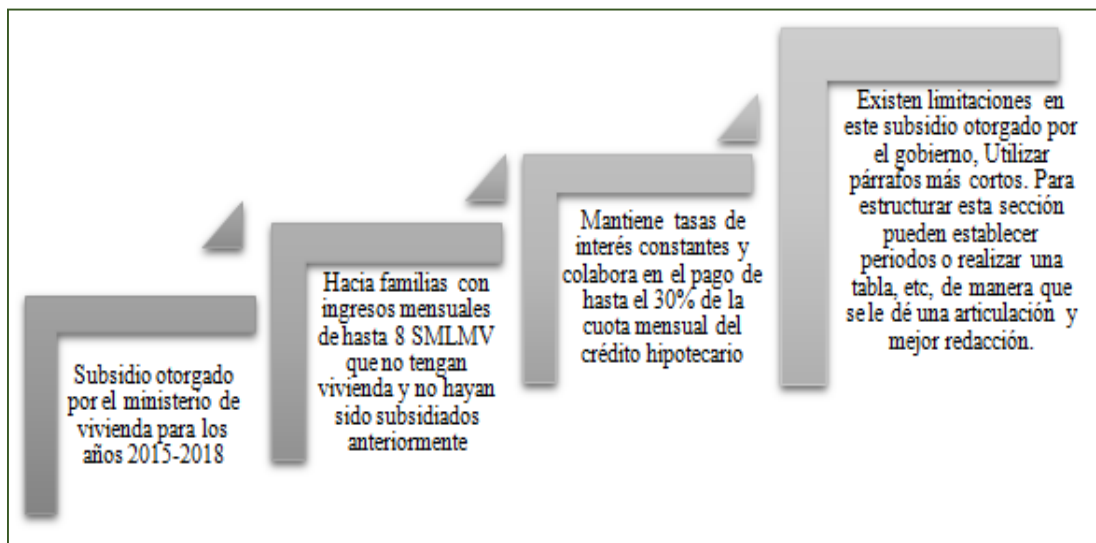 Subsidio otorgado
por el ministerio de
vivienda para los
años 2015-2018
Hacia familias con
ingresos mensuales
de hasta 8 SMLMV
que no tengan
vivienda y no hayan
sido subsidiados
anteriormente
Mantiene tasas de
interés constantes y
colabora en el pago de
hasta el 30% de la
cuota mensual del
crédito hipotecario
Existen limitaciones en
este subsidio otorgado por
el gobierno, Utilizar
párrafos más cortos. Para
estructurar esta sección
pueden establecer
periodos o realizar una
tabla, etc, de manera que
se le dé una articulación y
mejor redacción.